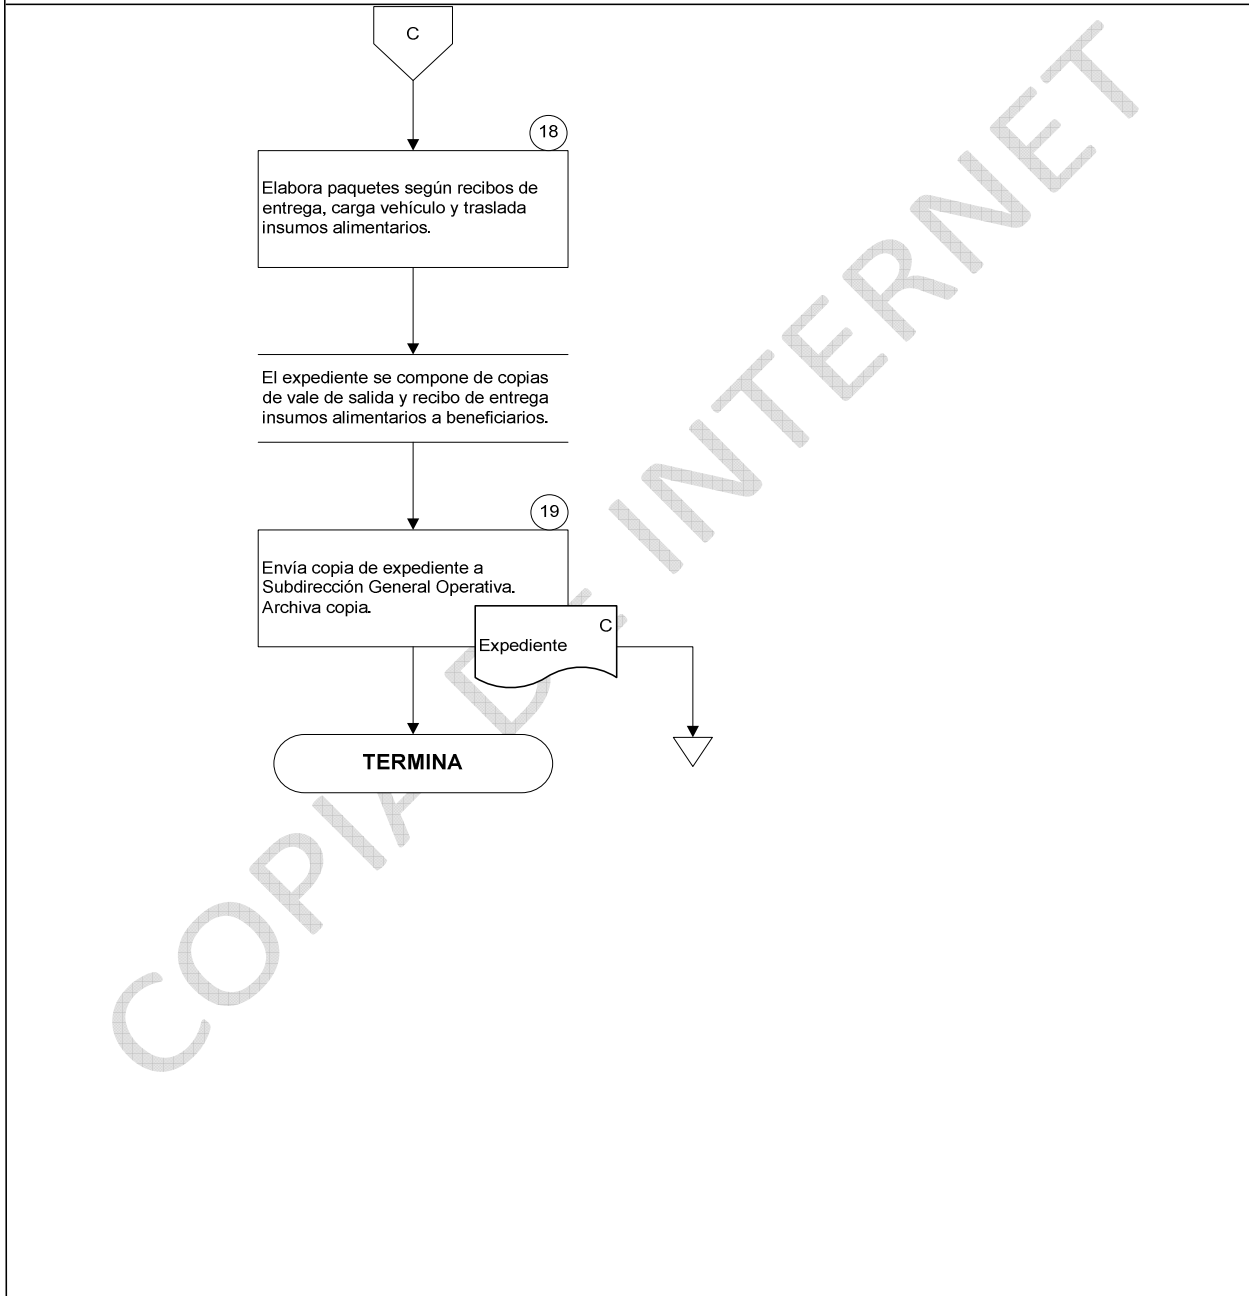 C
18
Elabora paquetes según recibos de
entrega, carga vehículo y traslada
insumos alimentarios.
El expediente se compone de copias
de vale de salida y recibo de entrega
insumos alimentarios a beneficiarios.
19
Envía copia de expediente a
Subdirección General Operativa.
Archiva copia.
C
Expediente
TERMINA
COPIA DE INTERNET